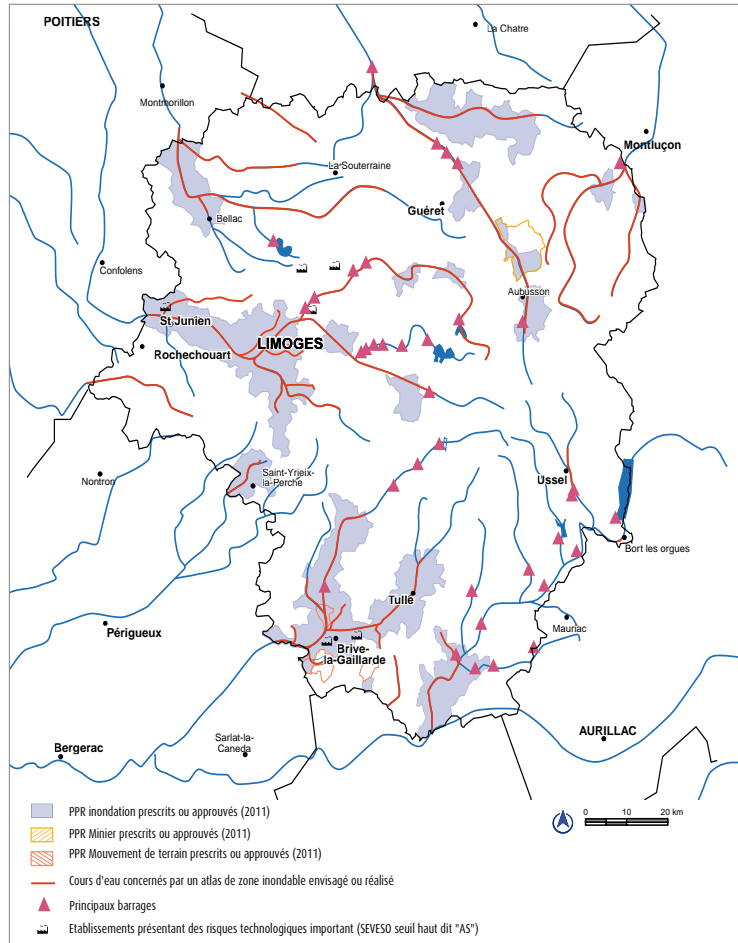 POITIERS
La Chatre
Montmorillon
Montluçon
La Souterraine
Guéret
Bellac
Confolens
Aubusson
St Junien
LIMOGES
Rochechouart
Nontron
Saint-Yrieix-
la-Perche
Ussel
Bort les orgues
Tulle
Mauriac
Périgueux
Brive-
la-Gaillarde
Sarlat-la-
Caneda
AURILLAC
Bergerac
PPR inondation prescrits ou approuvés (2011)
0 10 20 km
PPR Minier prescrits ou approuvés (2011)
PPR Mouvement de terrain prescrits ou approuvés (2011)
Cours d'eau concernés par un atlas de zone inondable envisagé ou réalisé
Principaux barrages
Etablissements présentant des risques technologiques important (SEVESO seuil haut dit "AS")